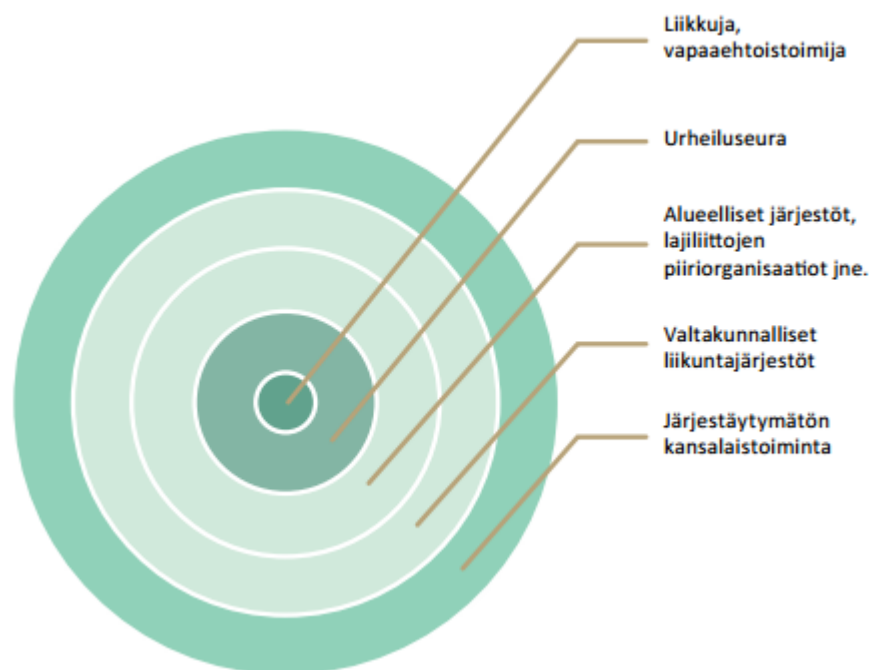 Liikkuja,
vapaaehtoistoimija
Urheiluseura
Alueelliset järjestöt,
lajiliittojen
piiriorganisaatiot jne.
Valtakunnalliset
liikuntajärjestöt
Järjestäytymätön
kansalaistoiminta